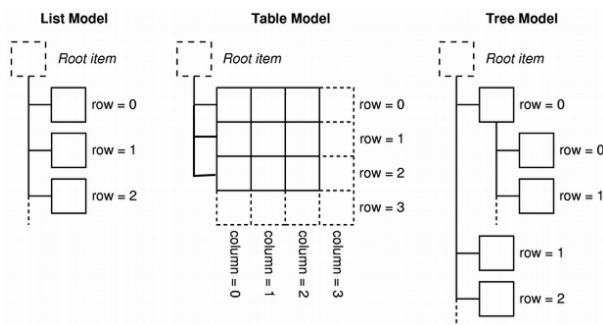 List Model
Root item
row = 0
row = 1
row = 2
Table Model
Root item
row = 0
row = 1
row = 2
row = 3
column = 0
column = 1
column = 2
column = 3
Tree Model
Root item
row = 0
row = 0
row = 1
row = 1
row = 2